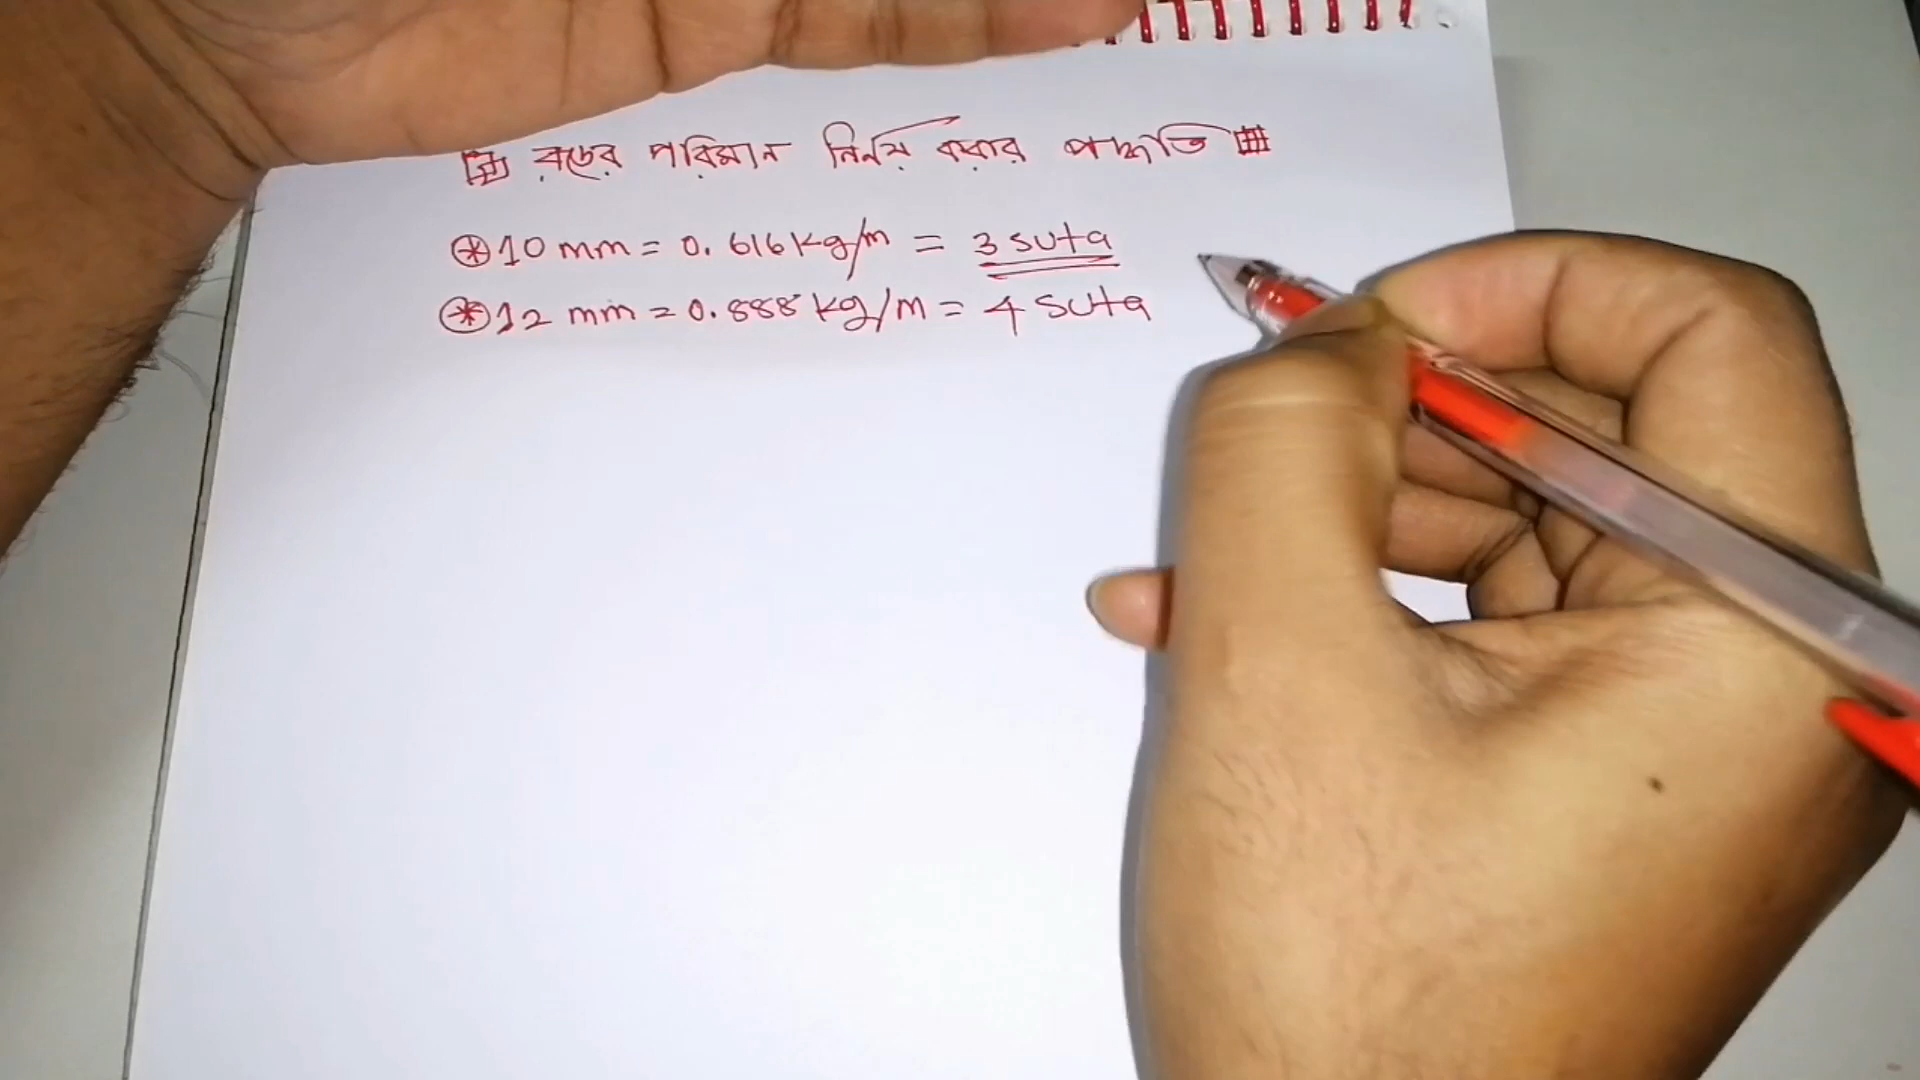 রডের পরিমান নির্নয় করার পদ্ধতি
10 mm = 0.616 kg/m = 3 suta
12 mm = 0.888 kg/m = 4 suta